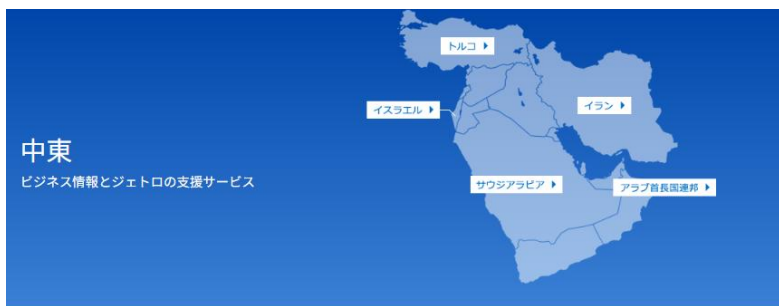 トルコ
イスラエル
イラン
中東
ビジネス情報とジェトロの支援サービス
サウジアラビア
アラブ首長国連邦